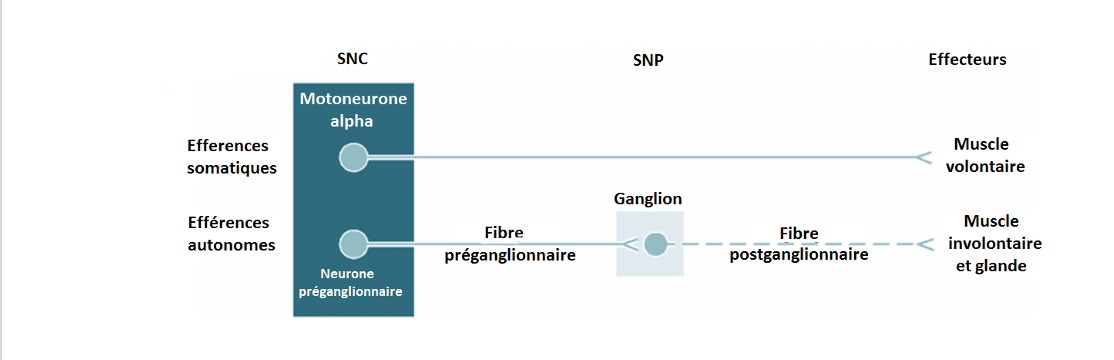 SNC
SNP
Effecteurs
Motoneurone
alpha
Efferences
somatiques
Muscle
volontaire
Efférences
autonomes
Neurone
préganglionnaire
Fibre
préganglionnaire
Ganglion
Fibre
postganglionnaire
Muscle
involontaire
et glande